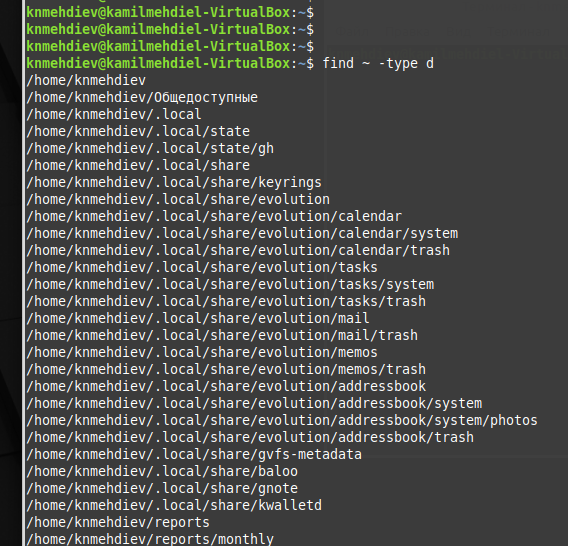 knmehdiev@kamilmehdiel-VirtualBox:~$
knmehdiev@kamilmehdiel-VirtualBox:~$
knmehdiev@kamilmehdiel-VirtualBox:~$
knmehdiev@kamilmehdiel-VirtualBox:~$ find ~ -type d
/home/knmehdiev
/home/knmehdiev/Общедоступные
/home/knmehdiev/.local
/home/knmehdiev/.local/state
/home/knmehdiev/.local/state/gh
/home/knmehdiev/.local/share
/home/knmehdiev/.local/share/keyrings
/home/knmehdiev/.local/share/evolution
/home/knmehdiev/.local/share/evolution/calendar
/home/knmehdiev/.local/share/evolution/calendar/system
/home/knmehdiev/.local/share/evolution/calendar/trash
/home/knmehdiev/.local/share/evolution/tasks
/home/knmehdiev/.local/share/evolution/tasks/system
/home/knmehdiev/.local/share/evolution/tasks/trash
/home/knmehdiev/.local/share/evolution/mail
/home/knmehdiev/.local/share/evolution/mail/trash
/home/knmehdiev/.local/share/evolution/memos
/home/knmehdiev/.local/share/evolution/memos/trash
/home/knmehdiev/.local/share/evolution/addressbook
/home/knmehdiev/.local/share/evolution/addressbook/system
/home/knmehdiev/.local/share/evolution/addressbook/system/photos
/home/knmehdiev/.local/share/evolution/addressbook/trash
/home/knmehdiev/.local/share/gvfs-metadata
/home/knmehdiev/.local/share/baloo
/home/knmehdiev/.local/share/gnote
/home/knmehdiev/.local/share/kwalletd
/home/knmehdiev/reports
/home/knmehdiev/reports/monthly